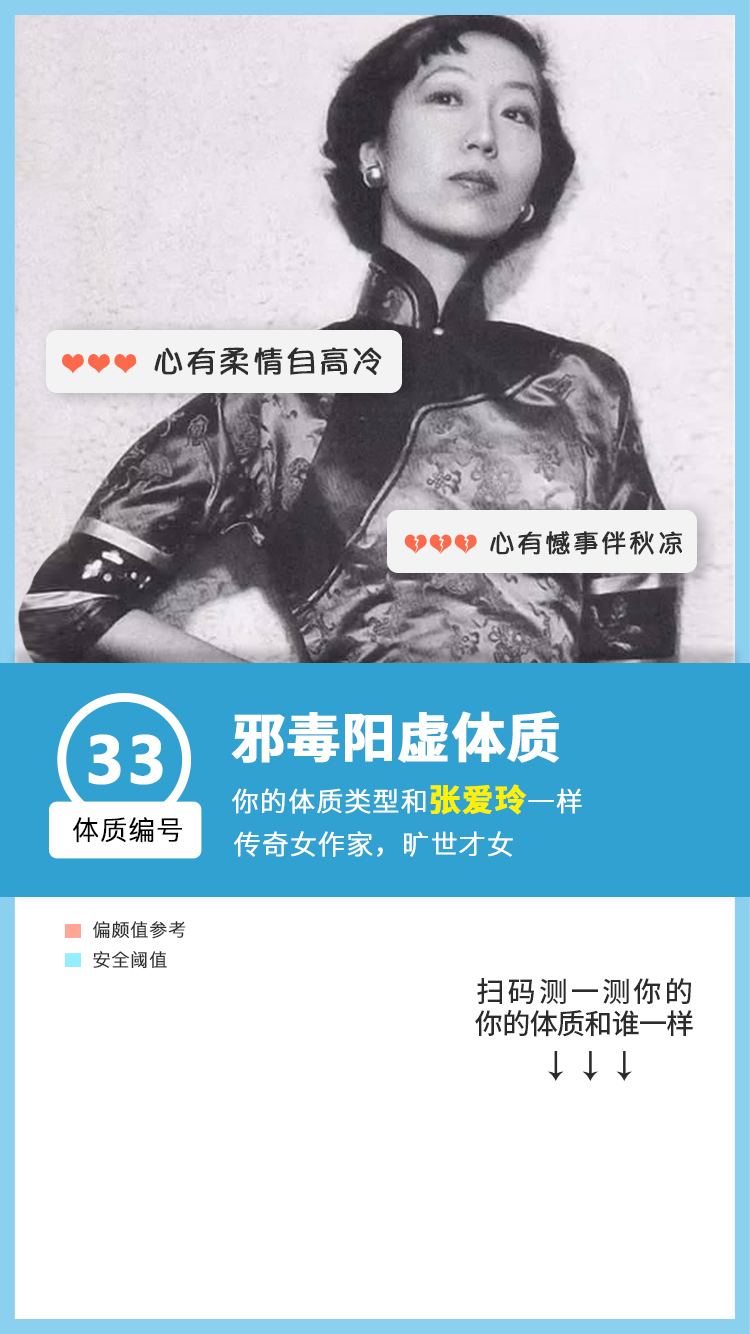 心有柔情自高冷
心有憾事伴秋凉
33
体质编号
邪毒阳虚体质
你的体质类型和张爱玲一样
传奇女作家，旷世才女
偏颇值参考
安全阈值
扫码测一测你的
你的体质和谁一样
↓ ↓ ↓